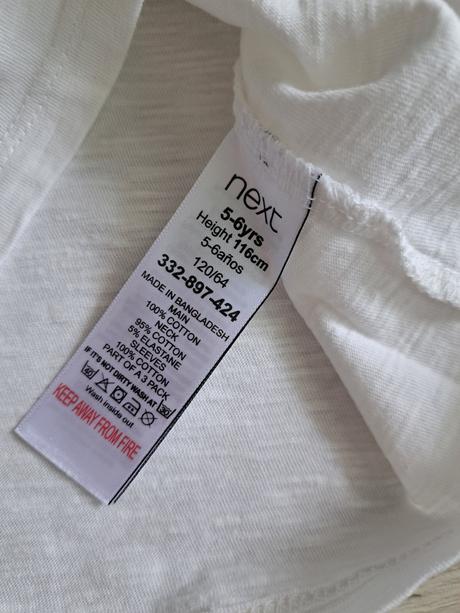 next
5-6yrs
Height 116cm
5-6años
120/64
332-897-424
MADE IN BANGLADESH
MAIN
100% COTTON
NECK
95% COTTON
5% ELASTANE
SLEEVES
100% COTTON
PART OF A 3 PACK
IF IT'S NOT DIRTY WASH AT 30
40
Wash inside out
KEEP AWAY FROM FIRE